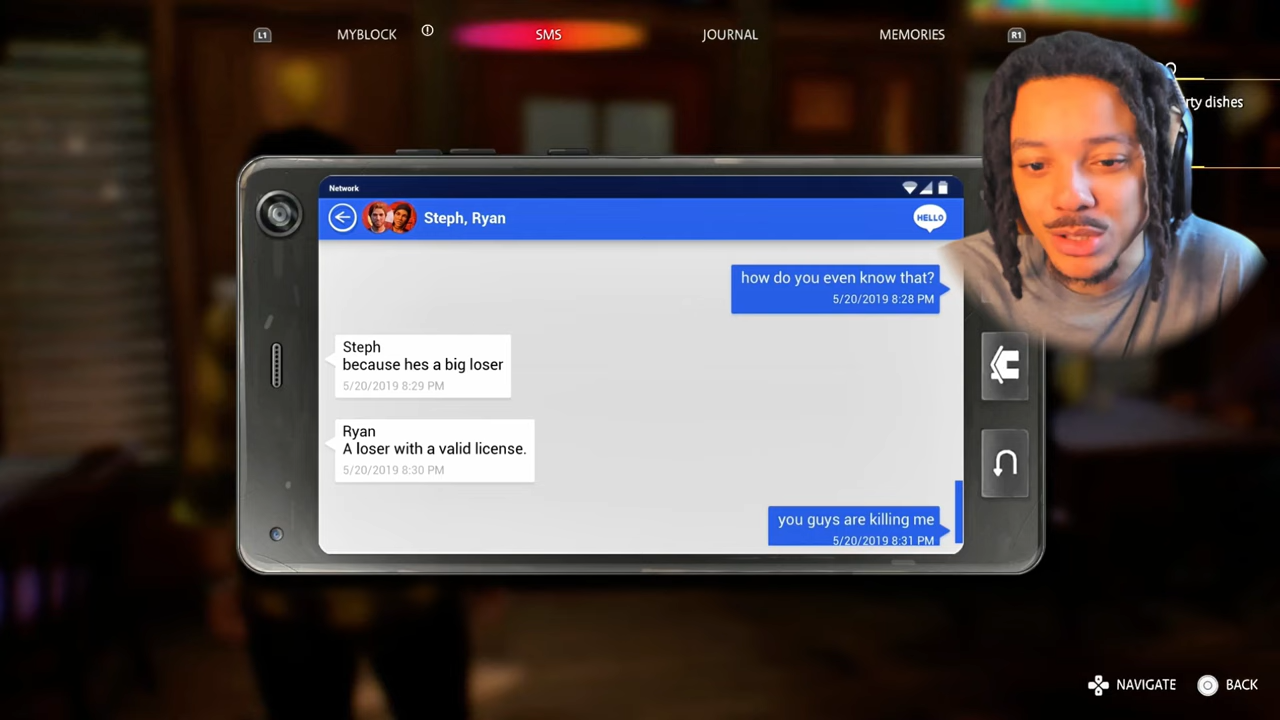 L1
MYBLOCK
SMS
JOURNAL
MEMORIES
R1
rty dishes
Network
Steph, Ryan
HELLO
how do you even know that?
5/20/2019 8:28 PM
Steph
because hes a big loser
5/20/2019 8:29 PM
Ryan
A loser with a valid license.
5/20/2019 8:30 PM
you guys are killing me
5/20/2019 8:31 PM
NAVIGATE
BACK